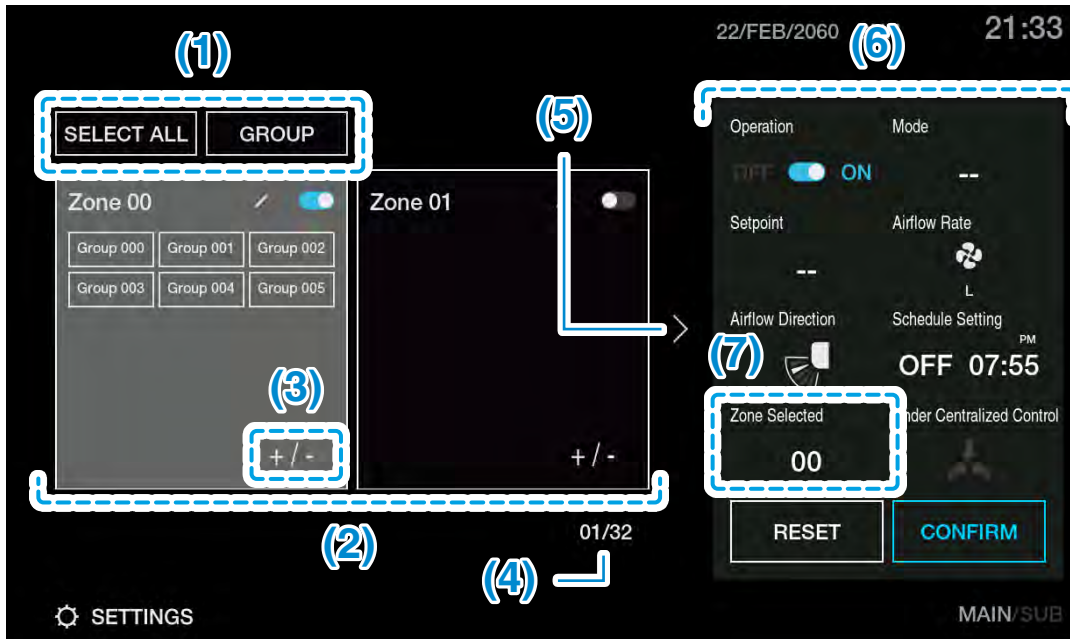 22/FEB/2060 21:33
(1) (6)
SELECT ALL GROUP (5) Operation Mode
OFF ON --
Zone 00 Zone 01
Group 000 Group 001 Group 002 Setpoint Airflow Rate
-- L
Group 003 Group 004 Group 005
Airflow Direction Schedule Setting
(7) PM
OFF 07:55
(3) Zone Selected nder Centralized Control
+ / - + / - 00
(2) 01/32 RESET CONFIRM
(4)
SETTINGS MAIN/SUB